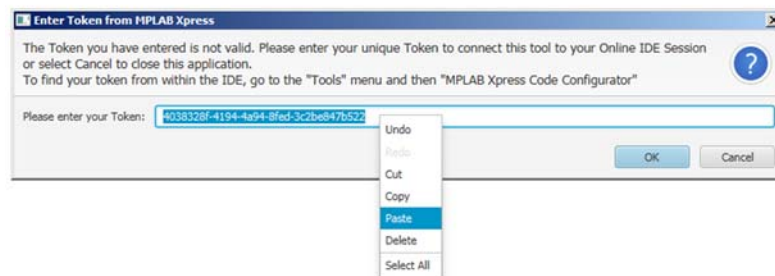 Enter Token from MPLAB Xpress
The Token you have entered is not valid. Please enter your unique Token to connect this tool to your Online IDE Session
or select Cancel to close this application.
To find your token from within the IDE, go to the "Tools" menu and then "MPLAB Xpress Code Configurator"
Please enter your Token: 4038328f-4194-4a94-8fed-3c2be847b522
Undo
Redo
Cut
OK Cancel
Copy
Paste
Delete
Select All